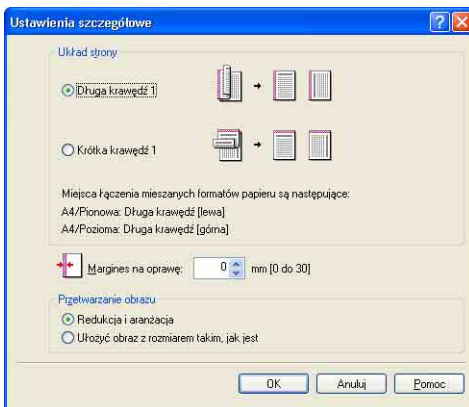 Ustawienia szczegółowe
Układ strony
Długa krawędź 1
Krótka krawędź 1
Miejsca łączenia mieszanych formatów papieru są następujące:
A4/Pionowa: Długa krawędź [lewa]
A4/Pozioma: Długa krawędź [górna]
Margines na oprawę: 0 mm [0 do 30]
Przetwarzanie obrazu
Redukcja i aranżacja
Ułożyć obraz z rozmiarem takim, jak jest
OK Anuluj Pomoc